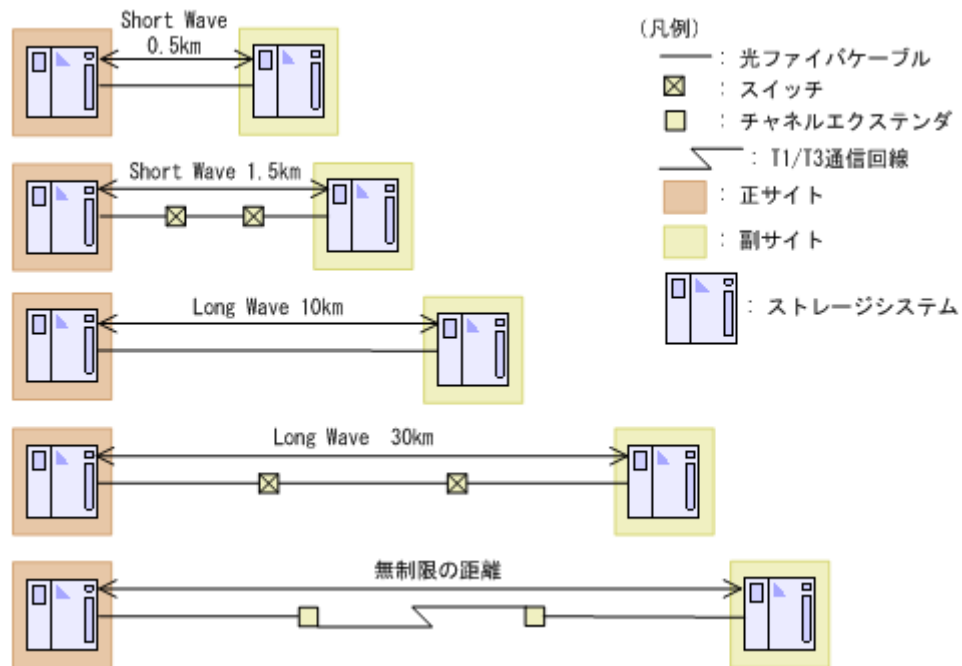 Short Wave
0.5km
Short Wave 1.5km
Long Wave 10km
Long Wave 30km
無制限の距離
(凡例)
: 光ファイバケーブル
: スイッチ
: チャネルエクステンダ
: T1/T3通信回線
: 正サイト
: 副サイト
: ストレージシステム